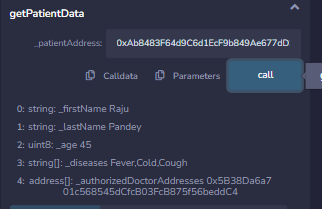 getPatientData
_patientAddress: 0xAb8483F64d9C6d1EcF9b849Ae677dD
Calldata Parameters call
0: string: _firstName Raju
1: string: _lastName Pandey
2: uint8: _age 45
3: string[]: _diseases Fever,Cold,Cough
4: address[]: _authorizedDoctorAddresses 0x5B38Da6a7
01c568545dCfcB03FcB875f56beddC4